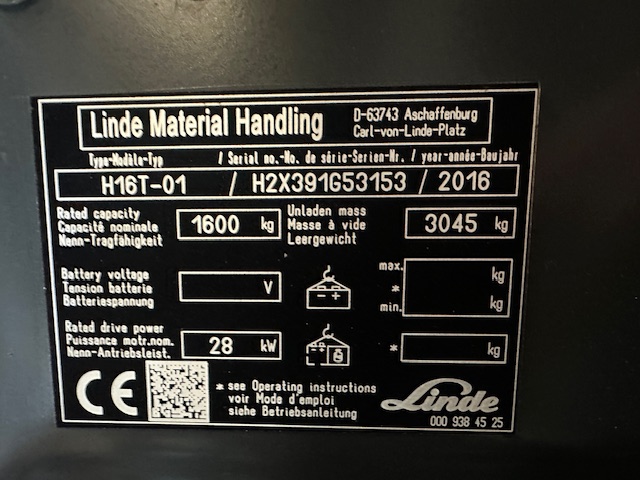 Linde Material Handling
D-63743 Aschaffenburg
Carl-von-Linde-Platz
Type-Modèle-Typ / Serial no.-No. de série-Serien-Nr. / year-année-Baujahr
H16T-01 / H2X391G53153 / 2016
Rated capacity
Capacité nominale
Nenn-Tragfähigkeit
1600 kg
Unladen mass
Masse à vide
Leergewicht
3045 kg
Battery voltage
Tension batterie
Batteriespannung
V
- +
max. kg
*
min. kg
Rated drive power
Puissance motr.nom.
Nenn-Antriebsleist.
28 kW
- +
* kg
CE
* see Operating instructions
voir Mode d'emploi
siehe Betriebsanleitung
Linde
000 938 45 25